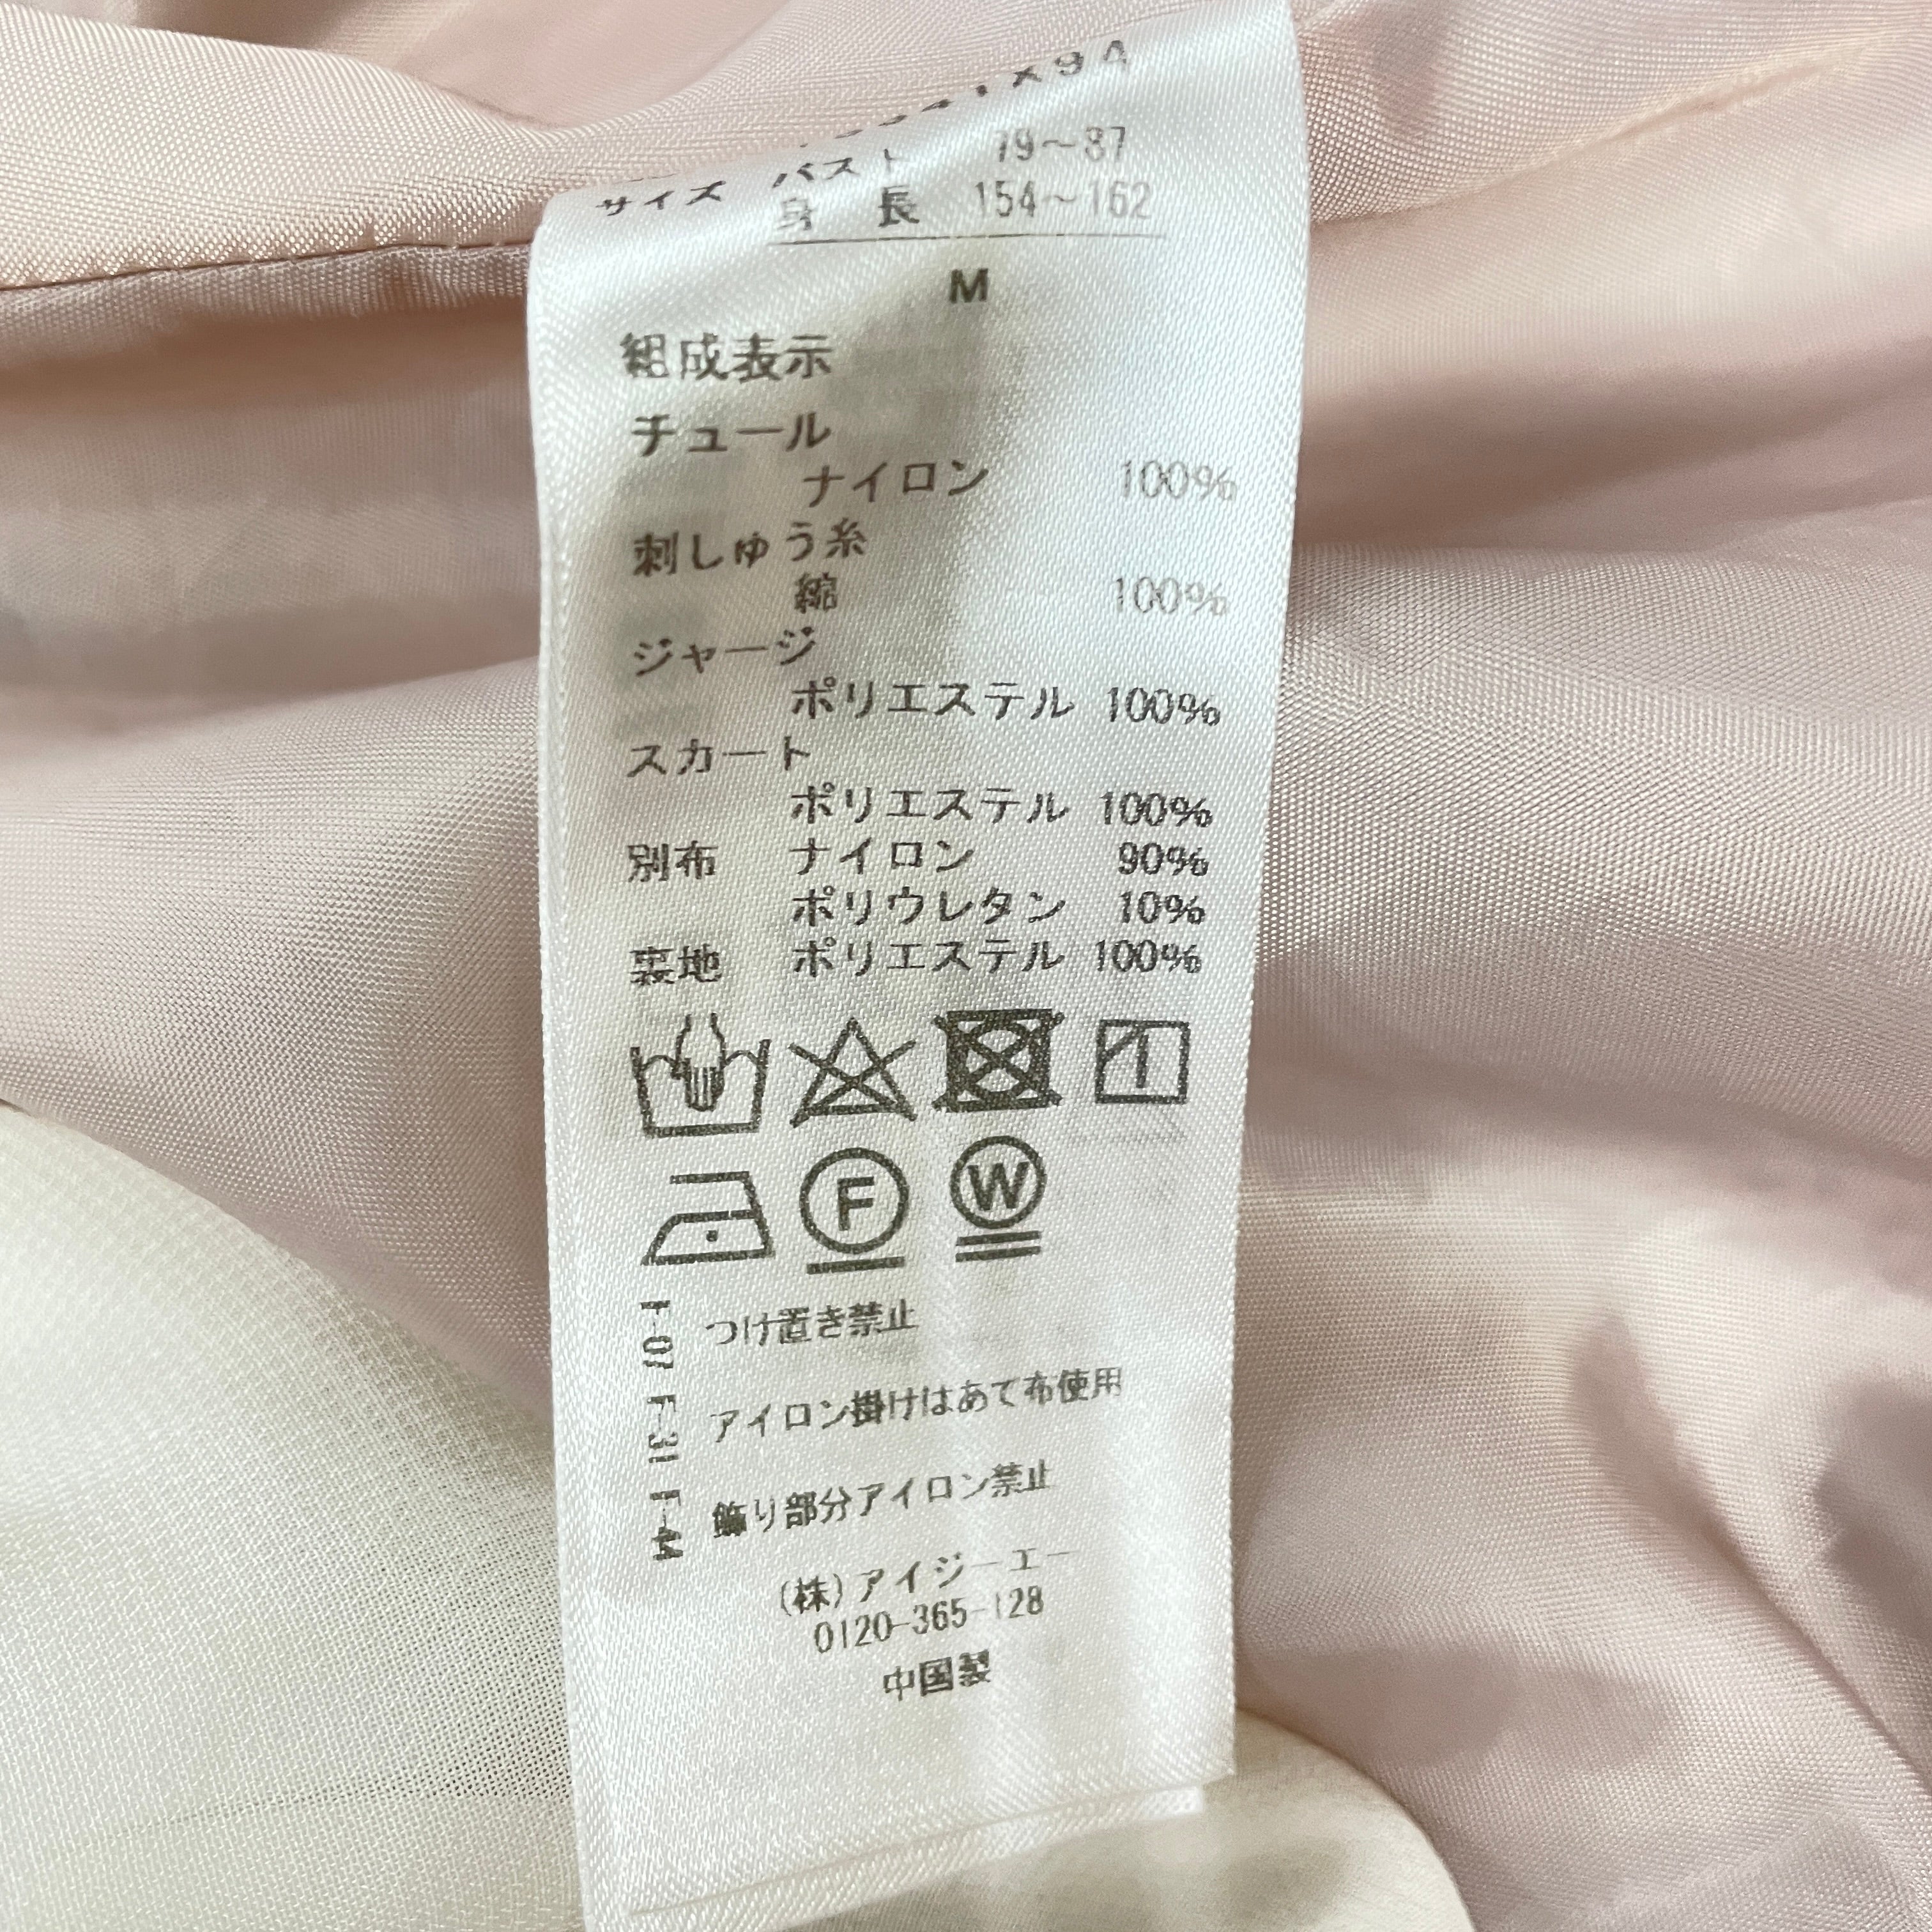 サイズ バスト 79～87
身 長 154～162
M
組成表示
チュール
ナイロン 100%
刺しゅう糸
綿 100%
ジャージ
ポリエステル 100%
スカート
ポリエステル 100%
別布 ナイロン 90%
ポリウレタン 10%
裏地 ポリエステル 100%
F W
F-07 つけ置き禁止
F-31 アイロン掛けはあて布使用
F-44 飾り部分アイロン禁止
(株)アイジーエー
0120-365-128
中国製